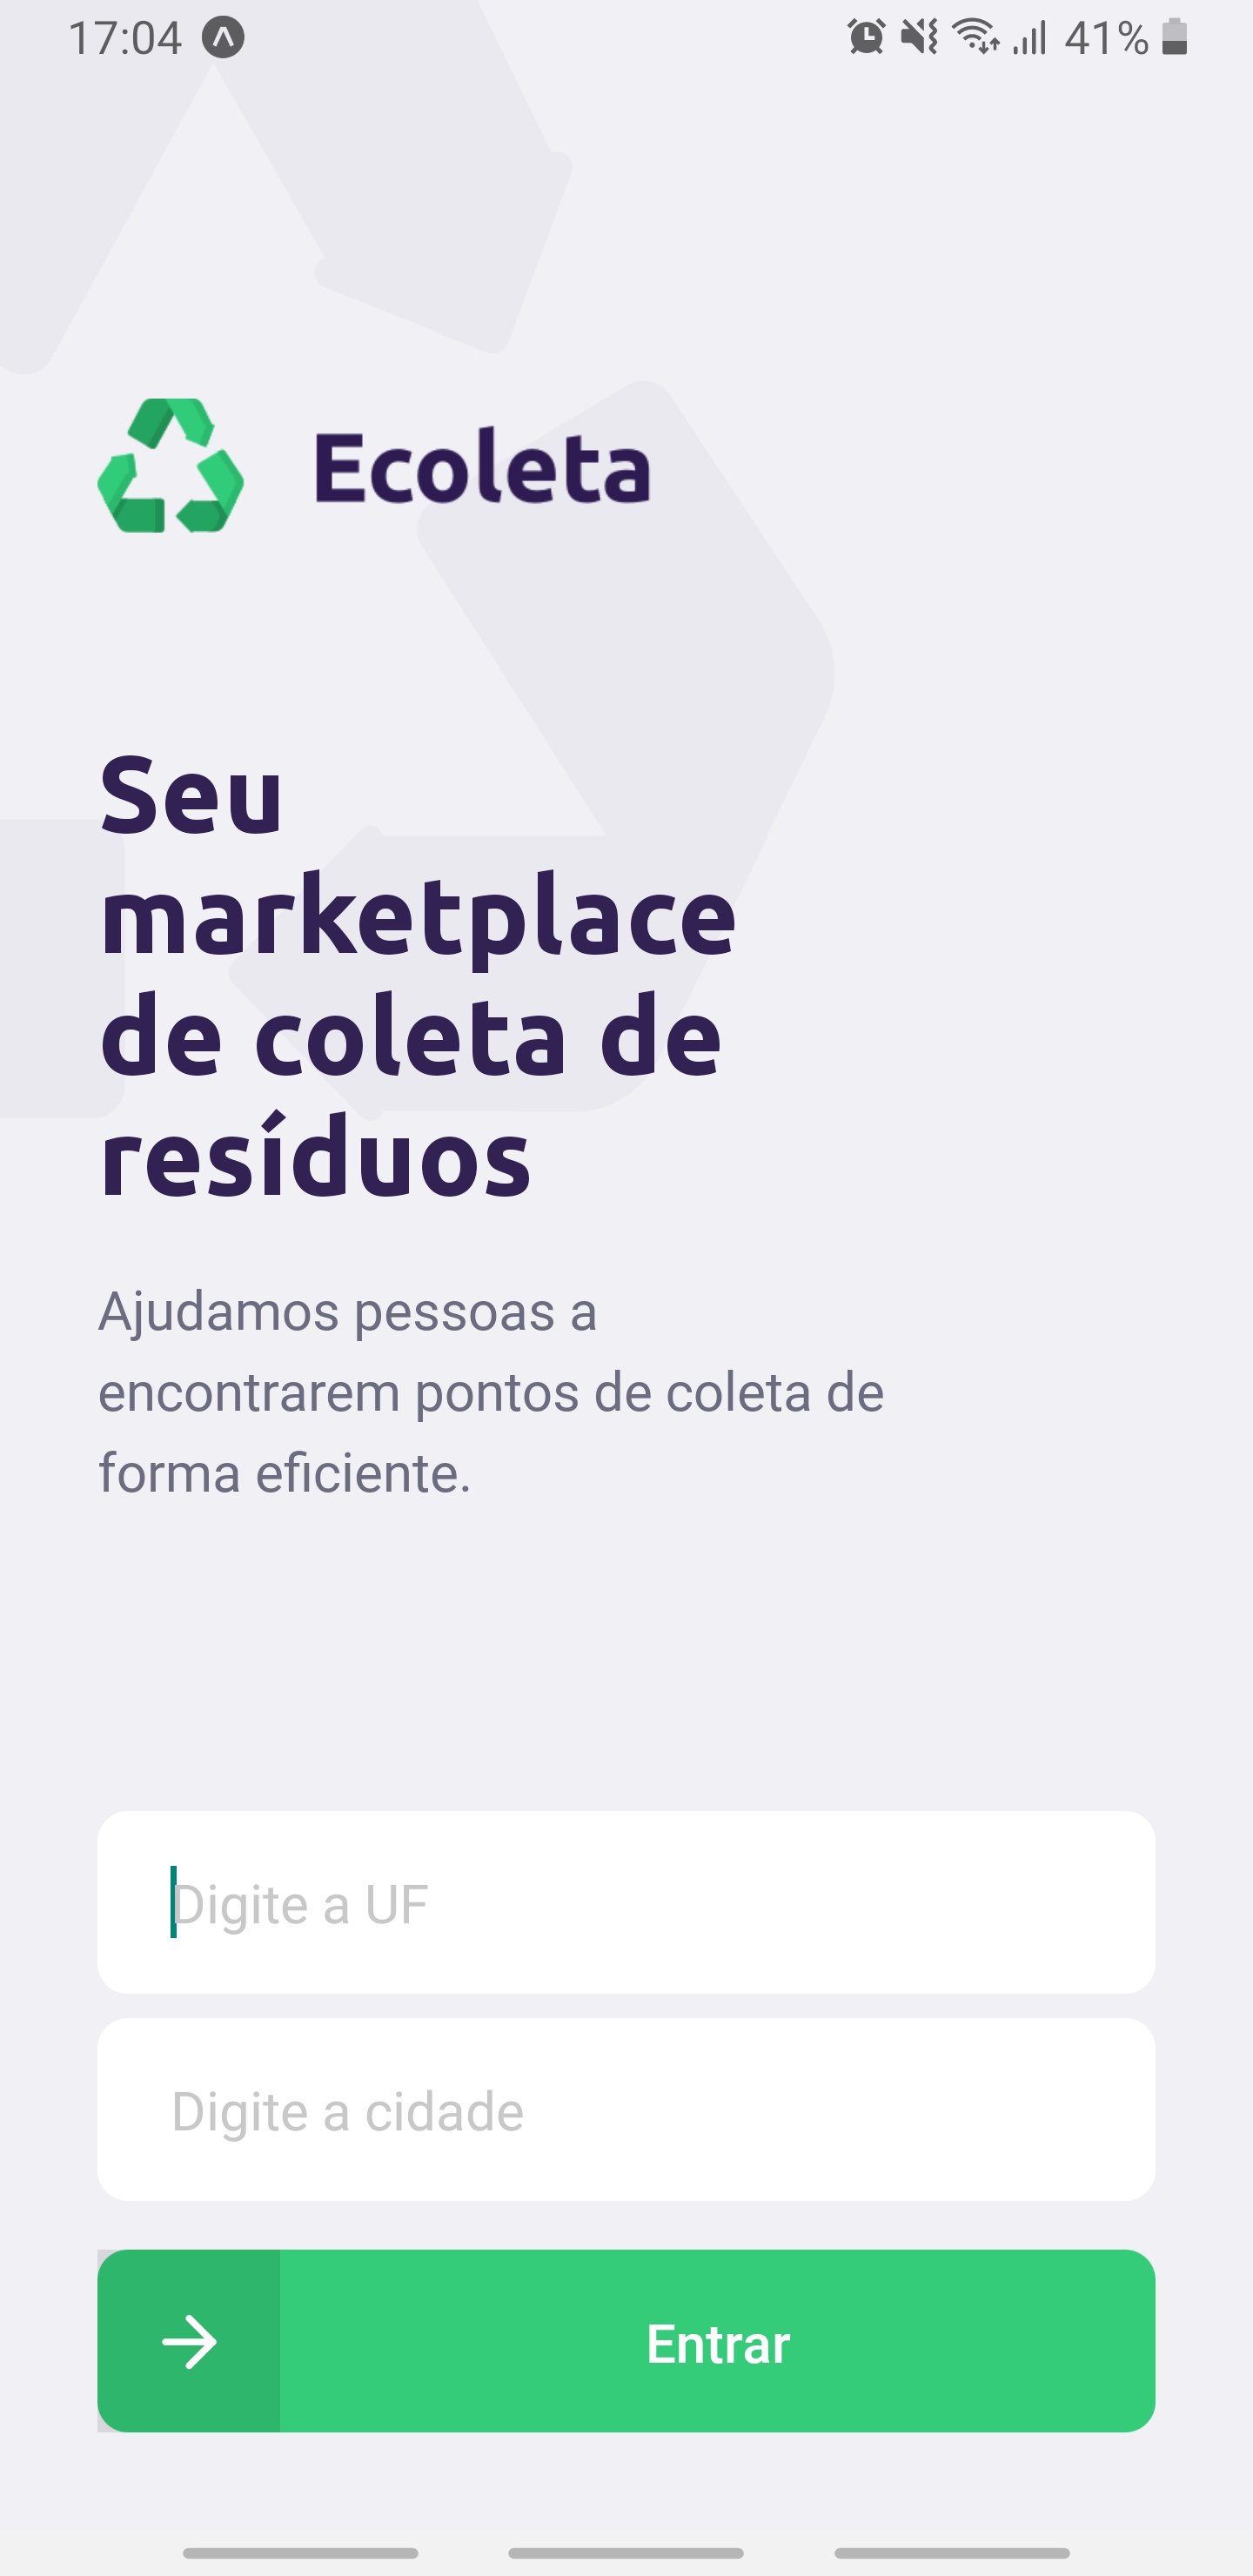 17:04
41%
Ecoleta
Seu
marketplace
de coleta de
resíduos
Ajudamos pessoas a
encontrarem pontos de coleta de
forma eficiente.
Digite a UF
Digite a cidade
Entrar